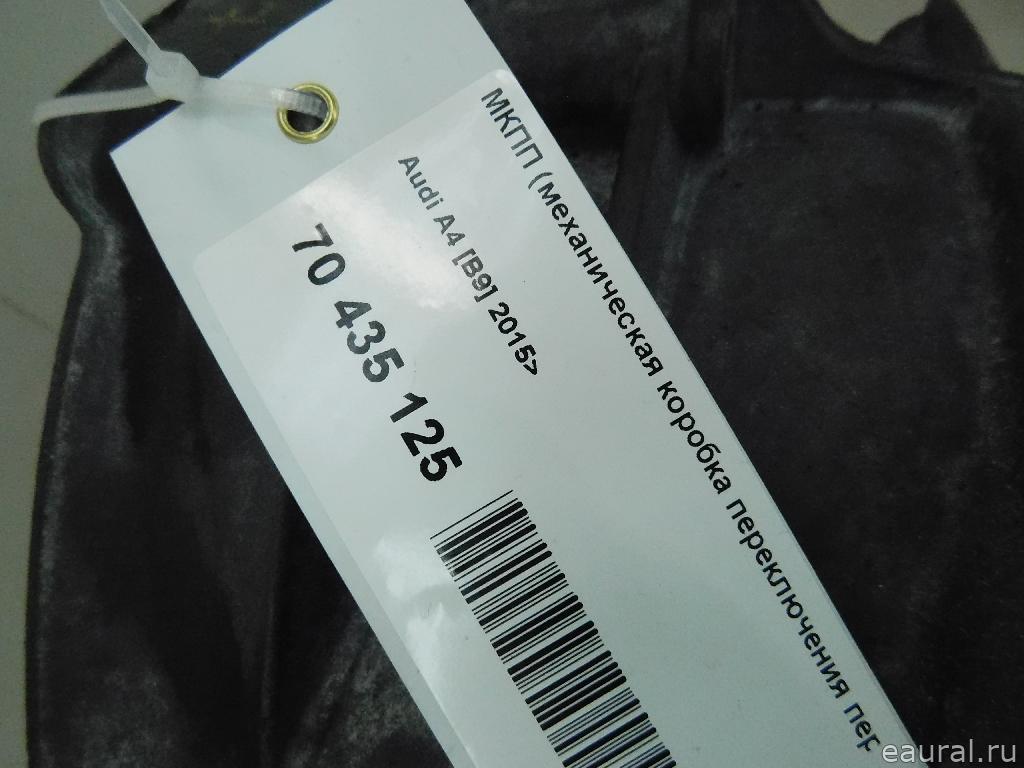 МКПП (механическая коробка переключения пер
Audi A4 [B9] 2015>
70 435 125
eaural.ru